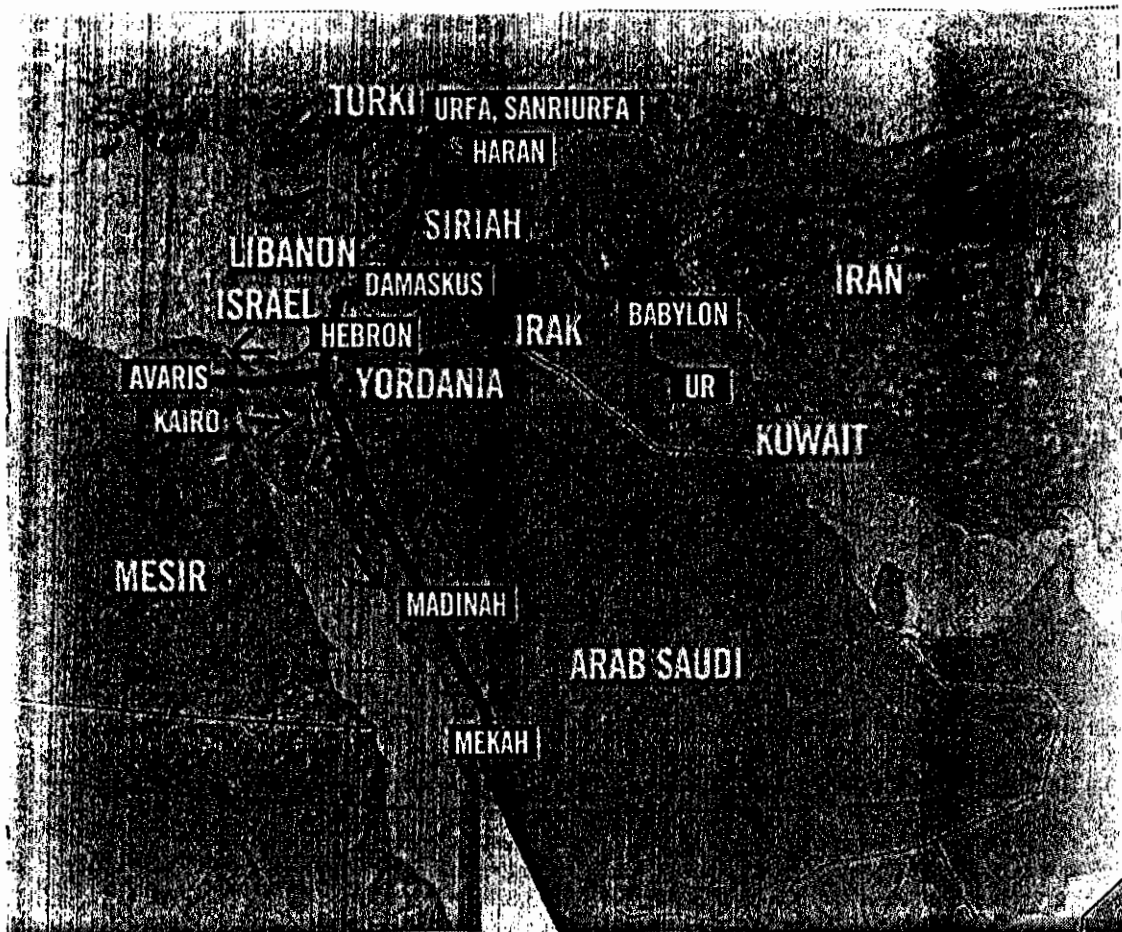 TURKI
URFA, SANRIURFA
HARAN
SIRIAH
LIBANON
DAMASKUS
IRAN
ISRAEL
BABYLON
HEBRON
IRAK
AVARIS
YORDANIA
UR
KAIRO
KUWAIT
MESIR
MADINAH
ARAB SAUDI
MEKAH